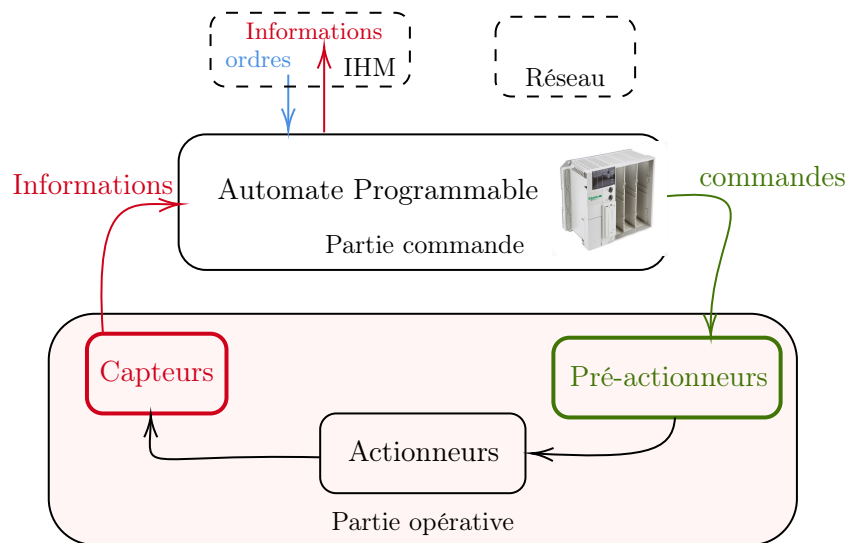 Informations
ordres
IHM
Réseau
Informations
Automate Programmable
commandes
Partie commande
Capteurs
Pré-actionneurs
Actionneurs
Partie opérative